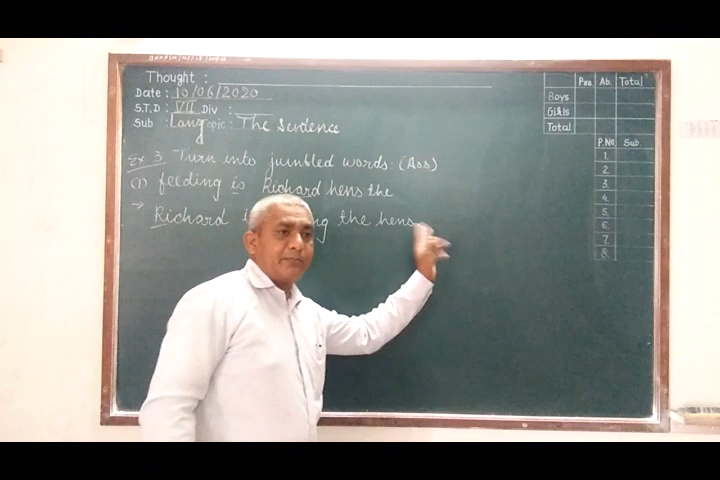 Thought :
Date : 10/06/2020
S.T.D : VII Div :
Sub : Lang Topic : The Sentence
Ex 3. Turn into jumbled words: (Ass)
(1) feeding is Richard hens the
→ Richard the hens
Pre. Ab. Total
Boys
Girls
Total
P.No. Sub.
1.
2.
3.
4.
5.
6.
7.
8.